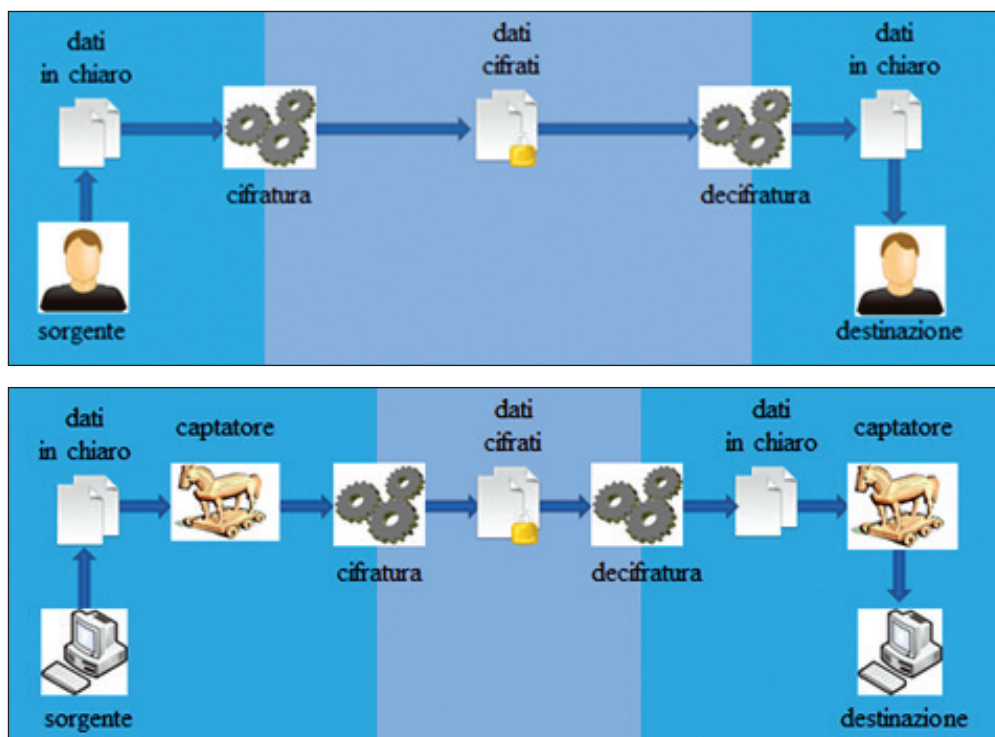 dati
in chiaro
dati
cifrati
dati
in chiaro
cifratura
decifratura
sorgente
destinazione
dati
in chiaro
captatore
dati
cifrati
dati
in chiaro
captatore
cifratura
decifratura
sorgente
destinazione